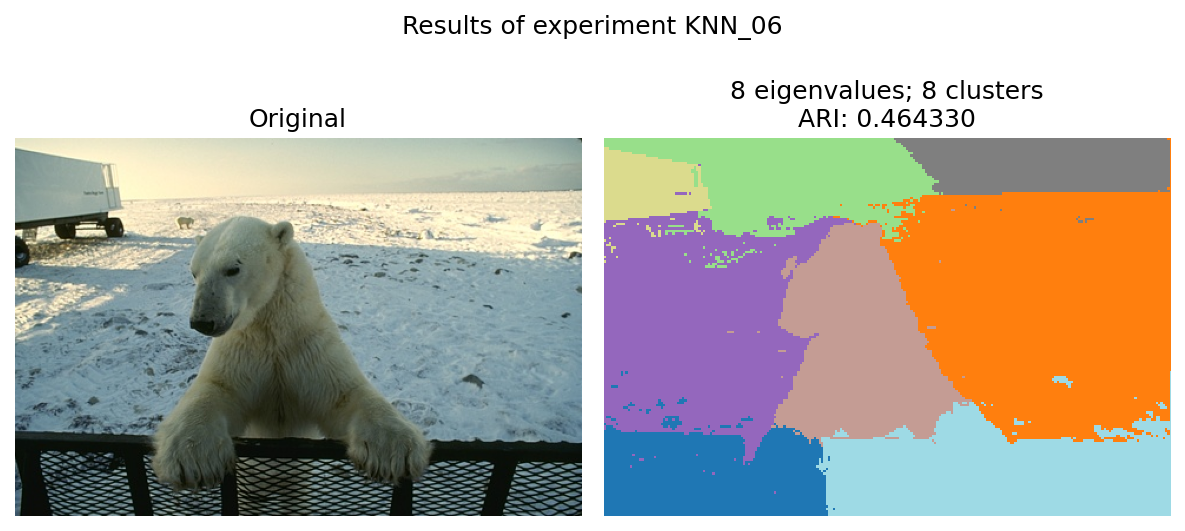 Results of experiment KNN_06
Original
8 eigenvalues; 8 clusters
ARI: 0.464330